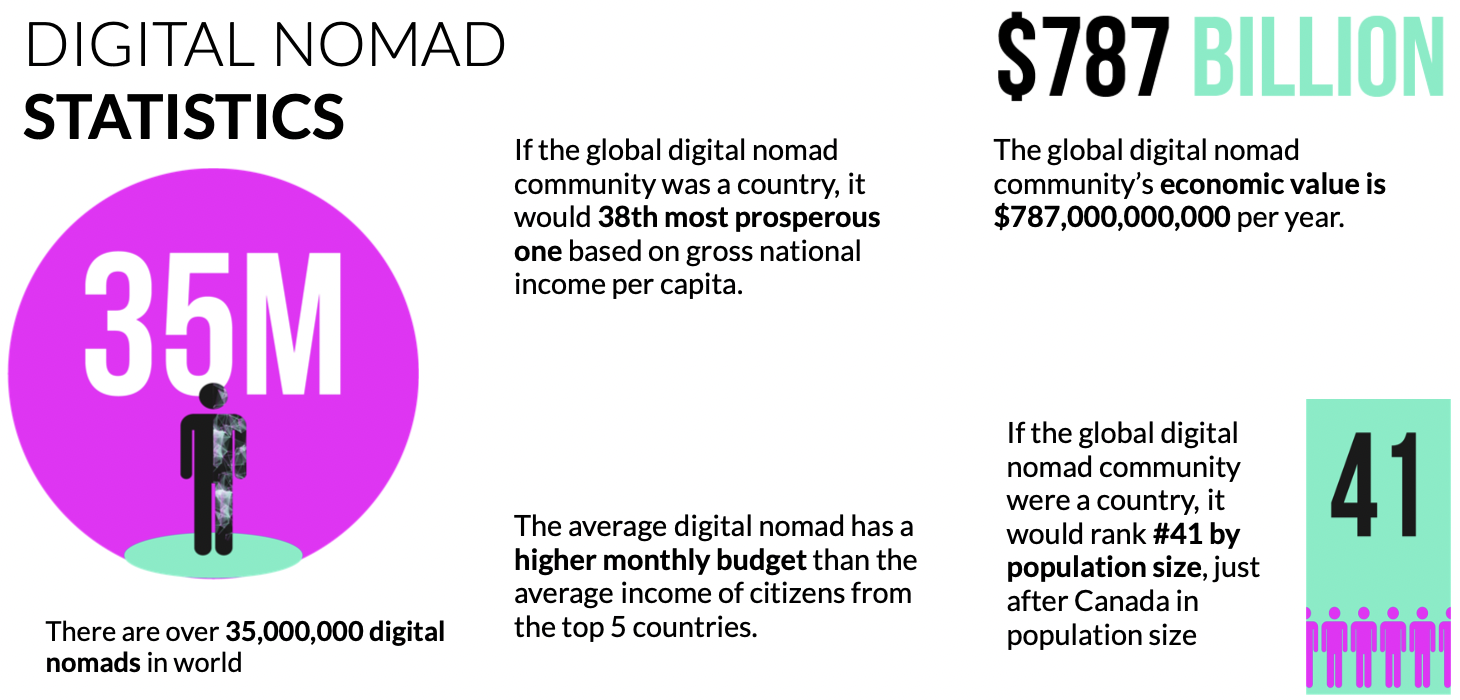 DIGITAL NOMAD
STATISTICS
35M
There are over 35,000,000 digital
nomads in world
If the global digital nomad
community was a country, it
would 38th most prosperous
one based on gross national
income per capita.
The average digital nomad has a
higher monthly budget than the
average income of citizens from
the top 5 countries.
$787 BILLION
The global digital nomad
community’s economic value is
$787,000,000,000 per year.
If the global digital
nomad community
were a country, it
would rank #41 by
population size, just
after Canada in
population size
41